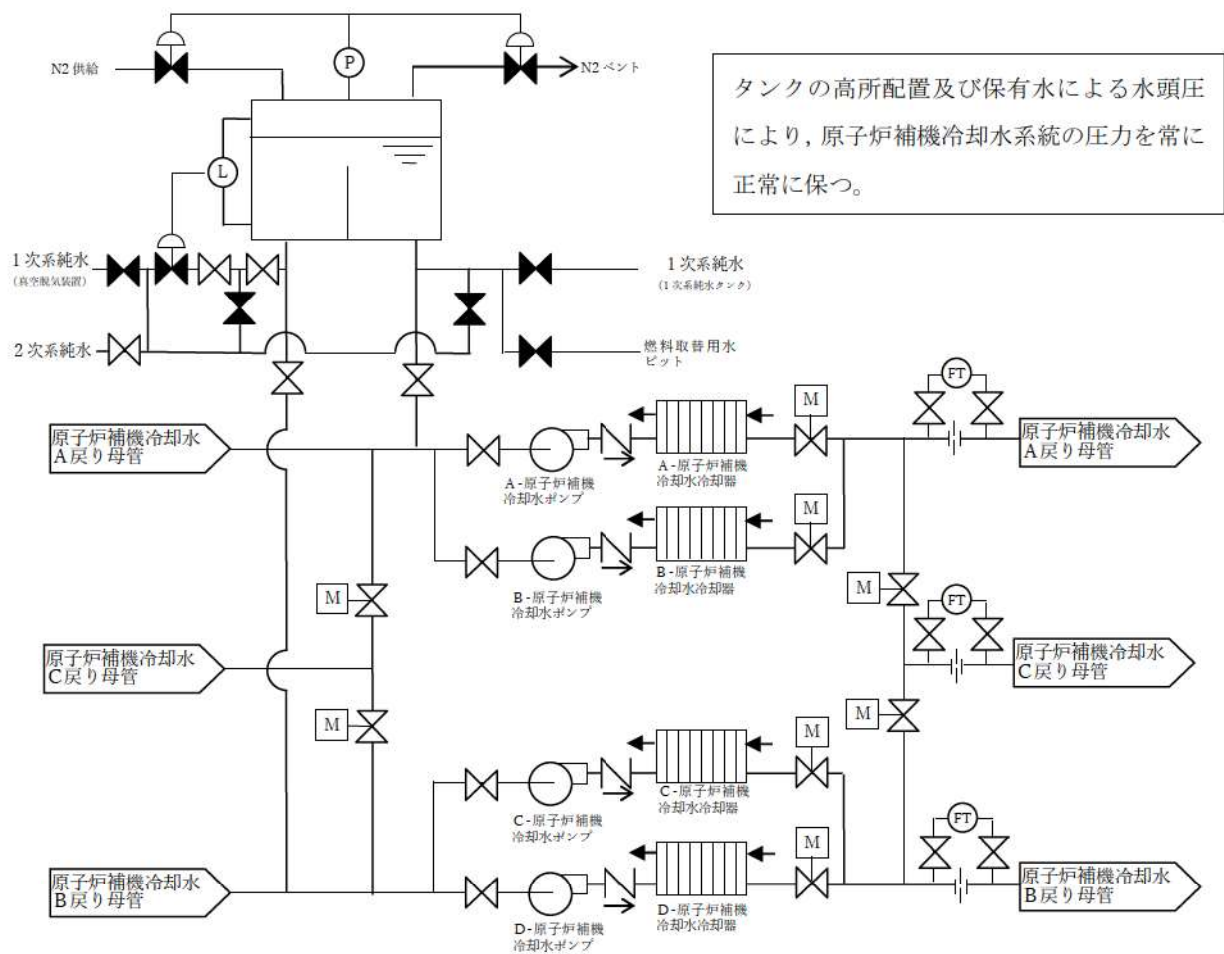 N2 供給
P
N2 ベント
タンクの高所配置及び保有水による水頭圧
により，原子炉補機冷却水系統の圧力を常に
正常に保つ。
L
1 次系純水
(真空脱気装置)
1 次系純水
(1 次系純水タンク)
2 次系純水
燃料取替用水
ピット
原子炉補機冷却水
A戻り母管
A-原子炉補機
冷却水ポンプ
A-原子炉補機
冷却水冷却器
M
FT
原子炉補機冷却水
A戻り母管
B-原子炉補機
冷却水ポンプ
B-原子炉補機
冷却水冷却器
M
M
M
FT
原子炉補機冷却水
C戻り母管
原子炉補機冷却水
C戻り母管
M
M
C-原子炉補機
冷却水ポンプ
C-原子炉補機
冷却水冷却器
M
FT
原子炉補機冷却水
B戻り母管
D-原子炉補機
冷却水ポンプ
D-原子炉補機
冷却水冷却器
M
原子炉補機冷却水
B戻り母管